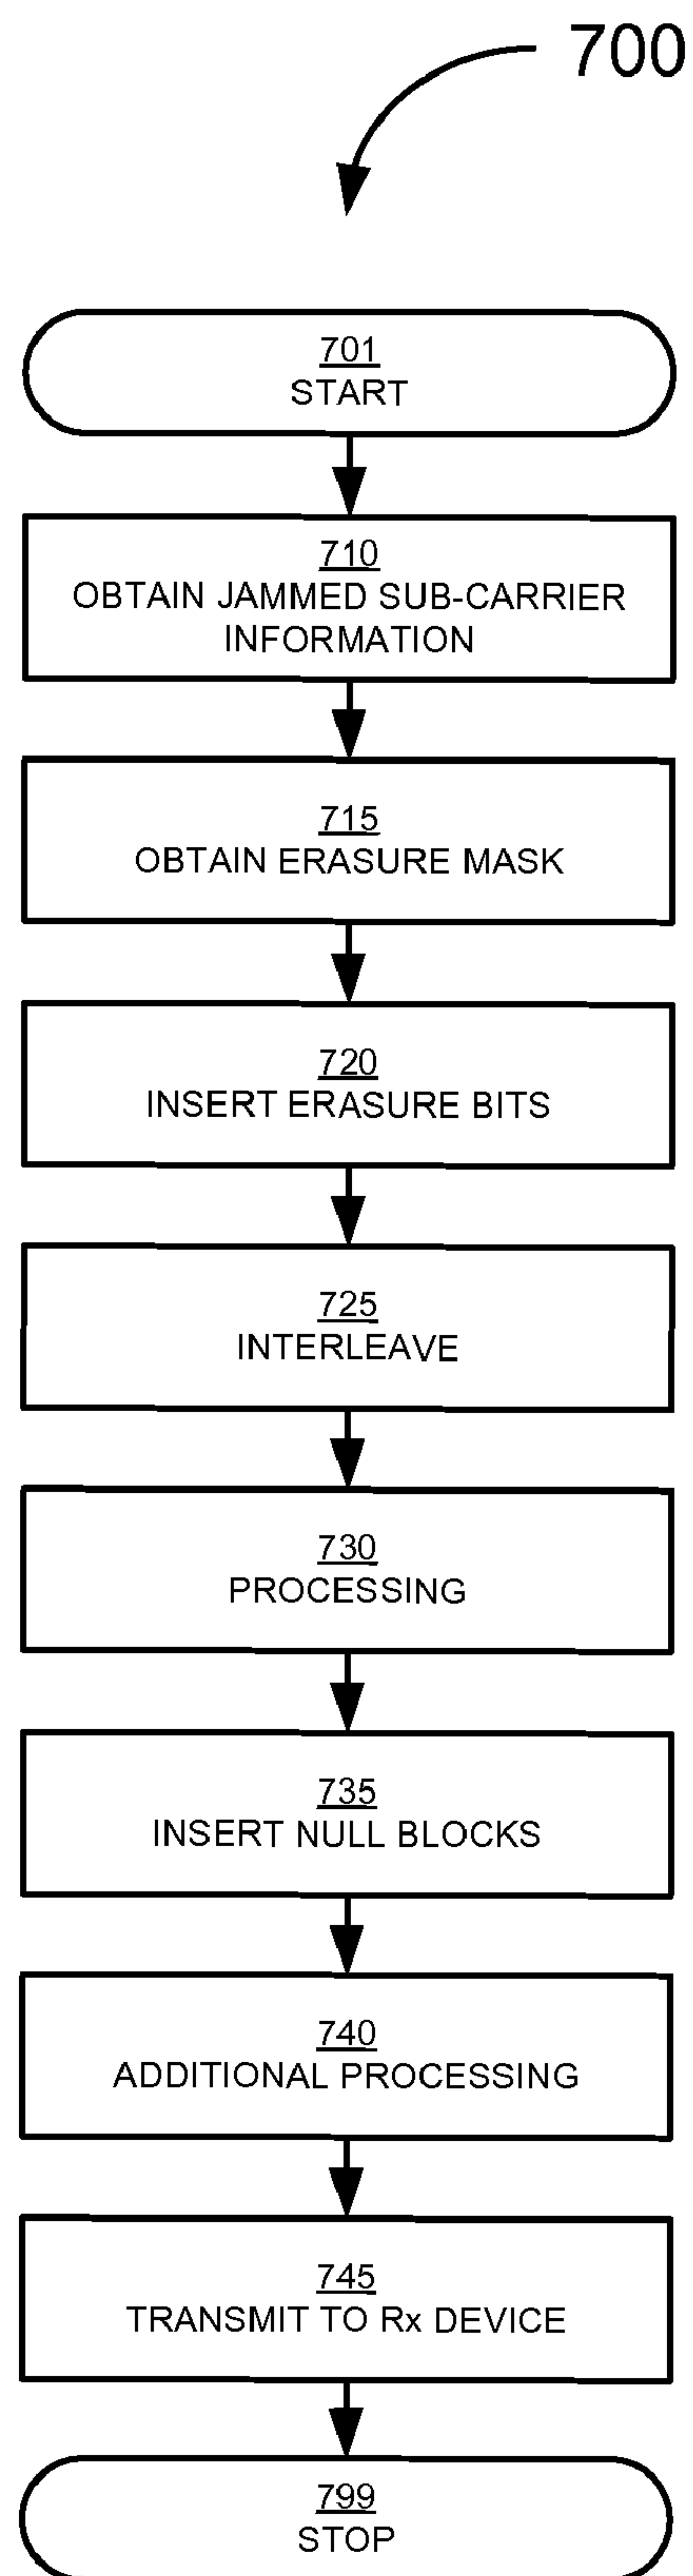 700
701
START
710
OBTAIN JAMMED SUB-CARRIER
INFORMATION
715
OBTAIN ERASURE MASK
720
INSERT ERASURE BITS
725
INTERLEAVE
730
PROCESSING
735
INSERT NULL BLOCKS
740
ADDITIONAL PROCESSING
745
TRANSMIT TO Rx DEVICE
799
STOP